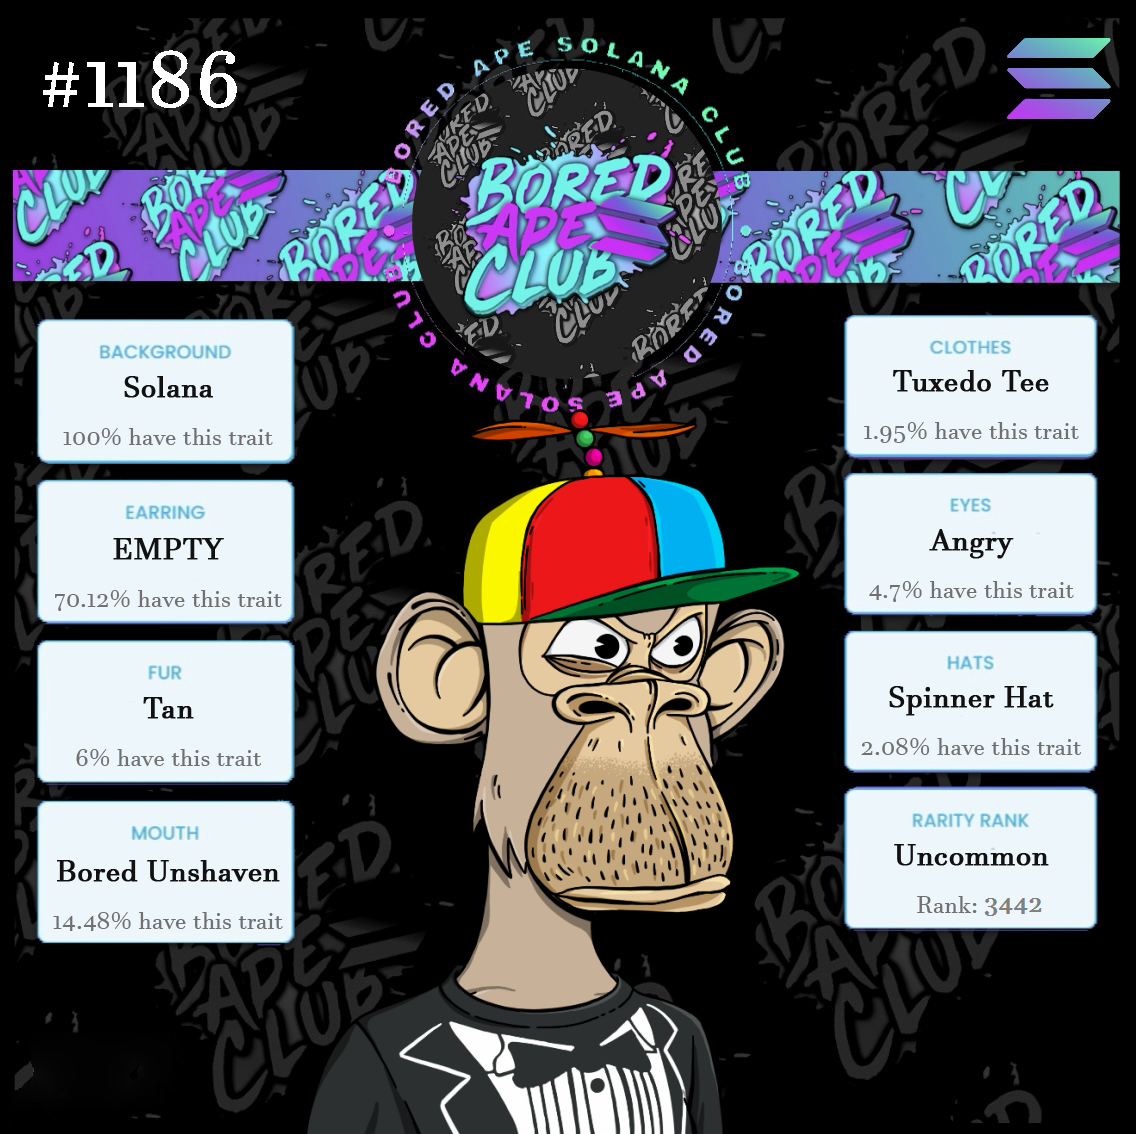 #1186
BORED APE SOLANA CLUB
BORED APE SOLANA CLUB
BORED
APE
CLUB
BACKGROUND
Solana
100% have this trait
EARRING
EMPTY
70.12% have this trait
FUR
Tan
6% have this trait
MOUTH
Bored Unshaven
14.48% have this trait
CLOTHES
Tuxedo Tee
1.95% have this trait
EYES
Angry
4.7% have this trait
HATS
Spinner Hat
2.08% have this trait
RARITY RANK
Uncommon
Rank: 3442